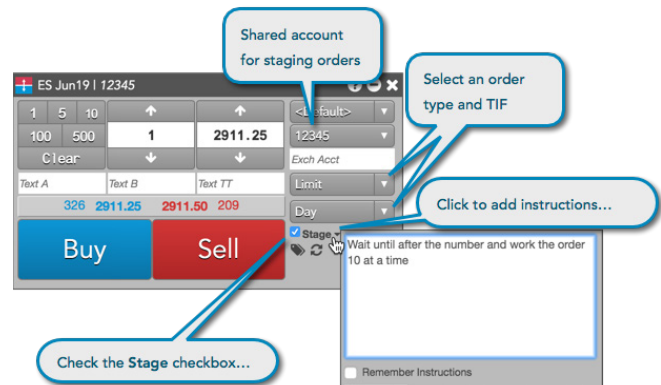 Shared account
for staging orders
ES Jun19 | 12345
Select an order
type and TIF
1 5 10
100 500
Clear
1
2911.25
<Default>
12345
Exch Acct
Text A
Text B
Text TT
Limit
326 2911.25 2911.50 209
Day
Click to add instructions...
Buy
Sell
Stage
Wait until after the number and work the order
10 at a time
Check the Stage checkbox...
Remember Instructions